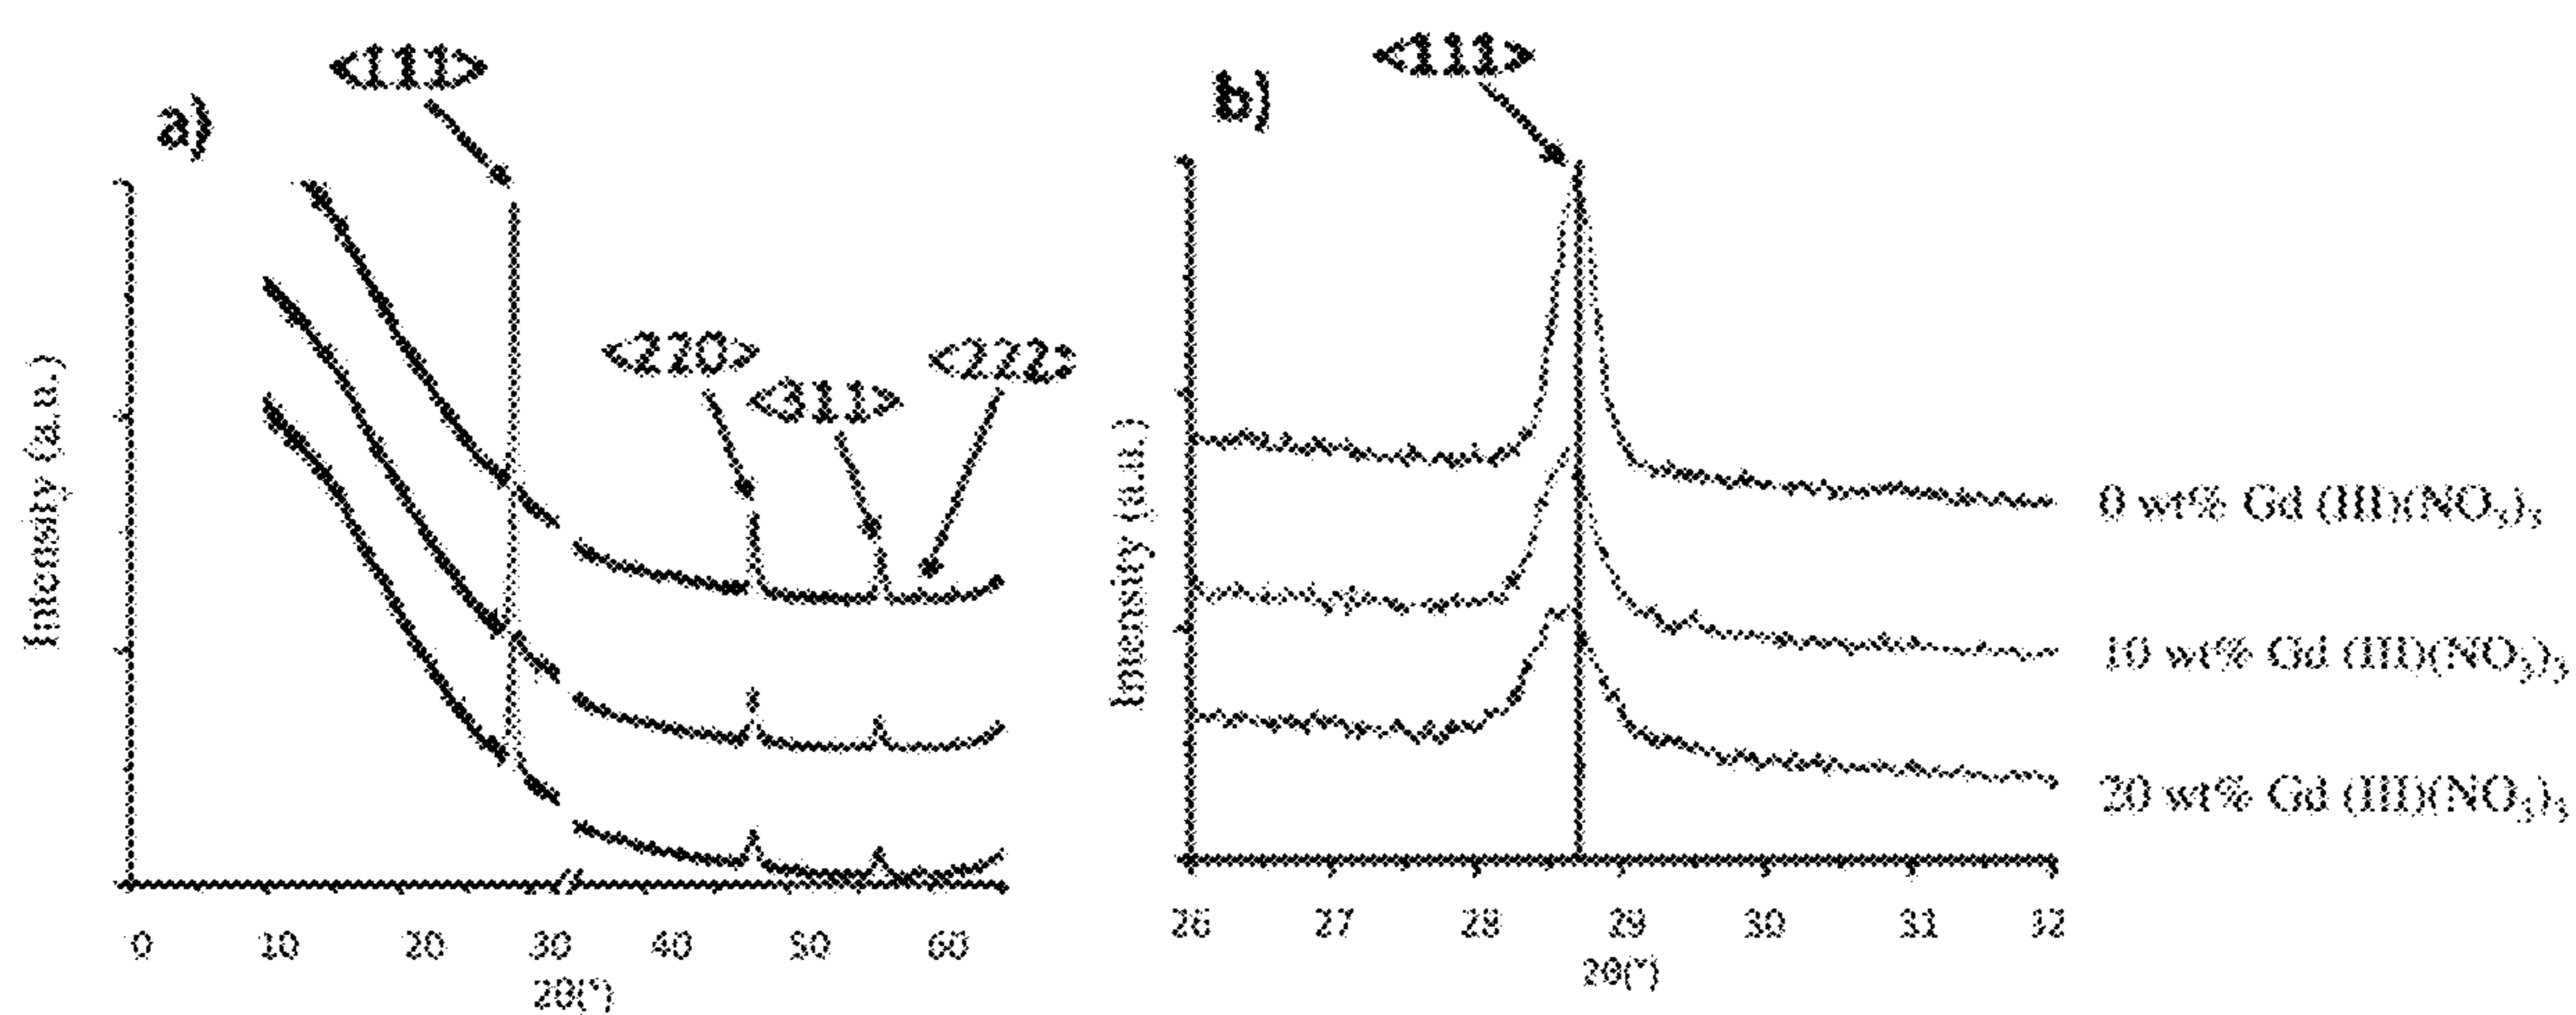 a)
<111>
<220>
<311>
<222>
Intensity (a.u.)
0 10 20 30 40 50 60
2θ(°)
b)
<111>
Intensity (a.u.)
0 wt% Gd (III)(NO₃)₃
10 wt% Gd (III)(NO₃)₃
20 wt% Gd (III)(NO₃)₃
26 27 28 29 30 31 32
2θ(°)